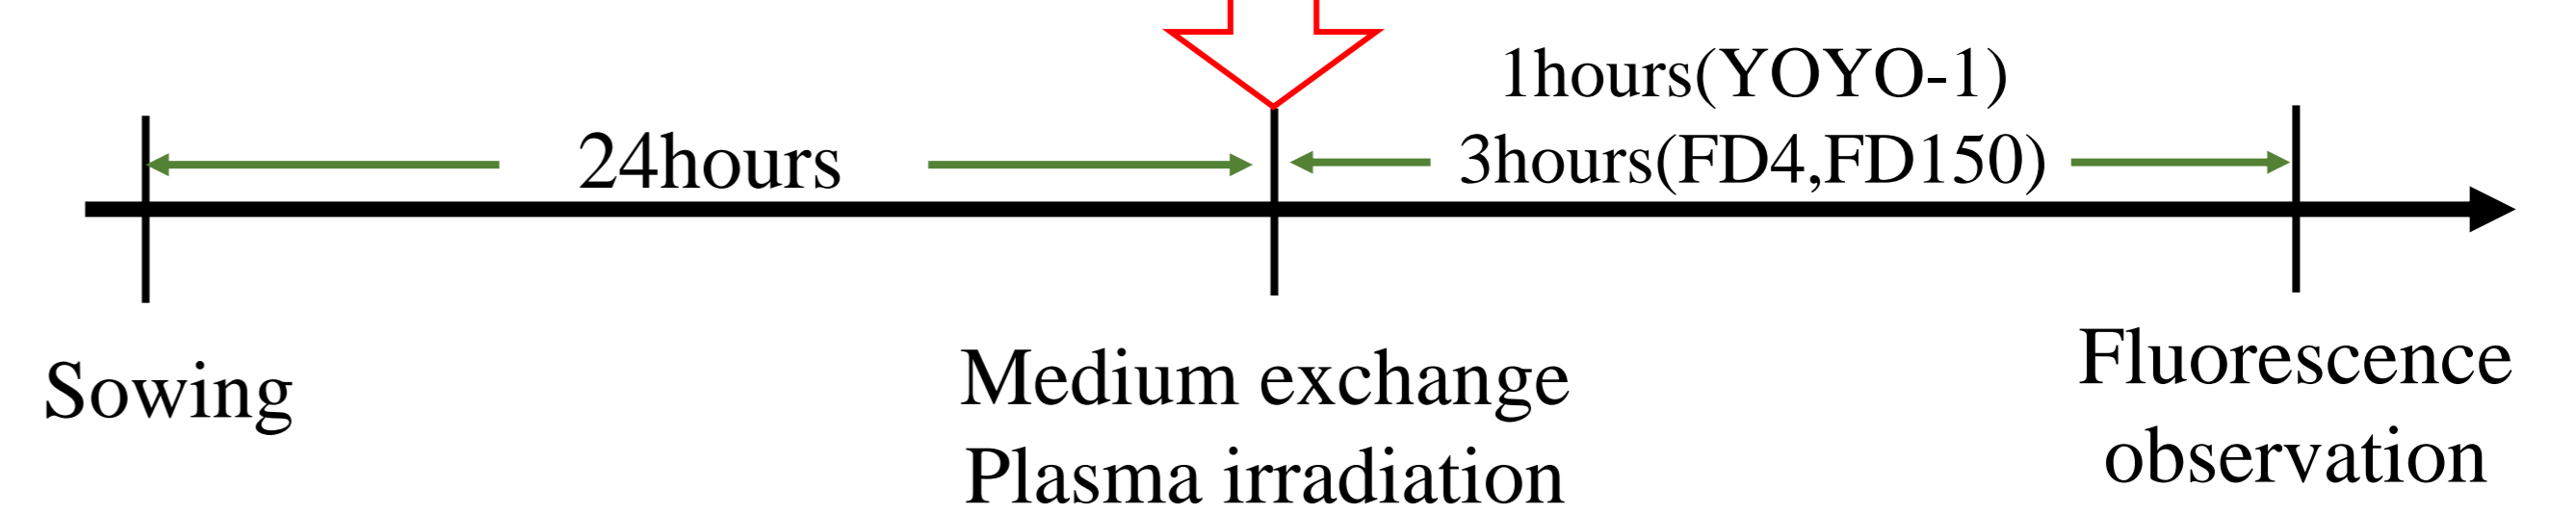 1hours(YOYO-1)
24hours
3hours(FD4,FD150)
Sowing
Medium exchange
Plasma irradiation
Fluorescence
observation